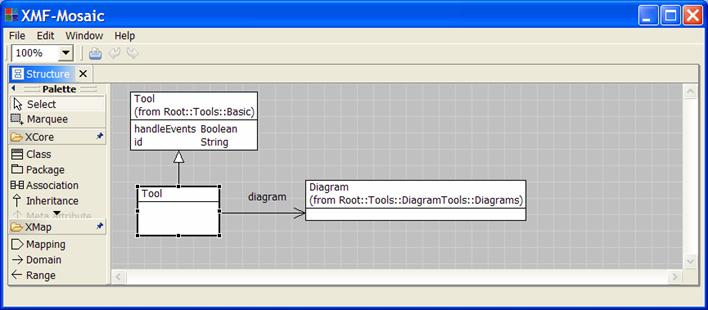 XMF-Mosaic
File Edit Window Help
100%
Structure
Palette
Select
Marquee
XCore
Class
Package
Association
Inheritance
Meta Attribute
XMap
Mapping
Domain
Range
Tool
(from Root::Tools::Basic)
handleEvents Boolean
id String
Tool
diagram
Diagram
(from Root::Tools::DiagramTools::Diagrams)